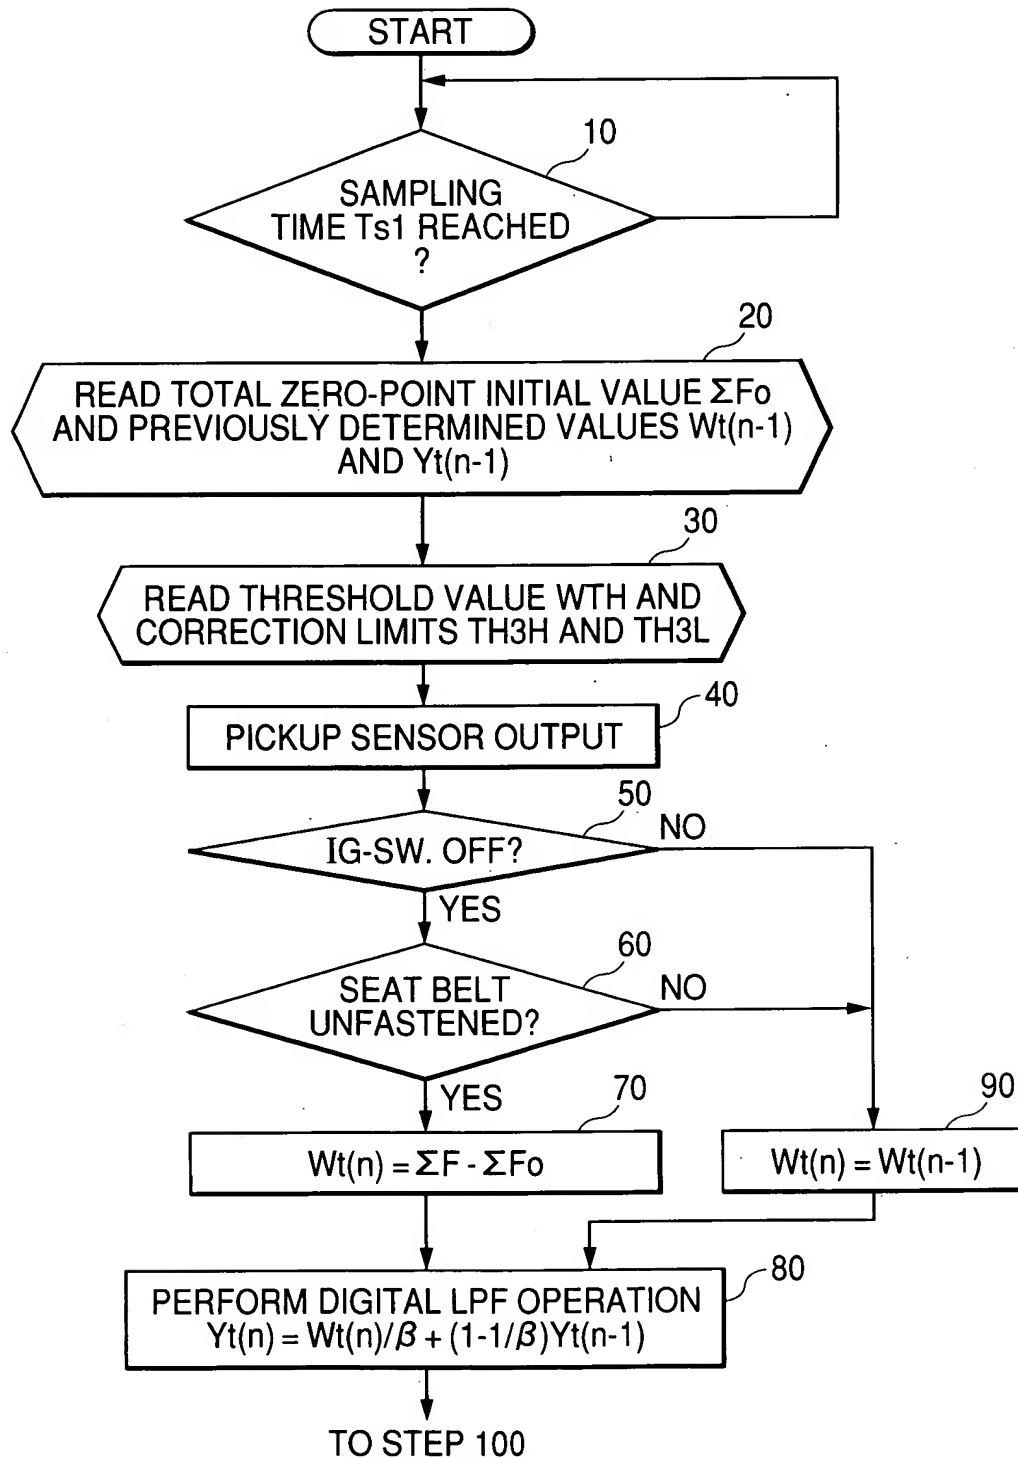 START
10
SAMPLING
TIME Ts1 REACHED
?
20
READ TOTAL ZERO-POINT INITIAL VALUE ΣFo
AND PREVIOUSLY DETERMINED VALUES Wt(n-1)
AND Yt(n-1)
30
READ THRESHOLD VALUE WTH AND
CORRECTION LIMITS TH3H AND TH3L
40
PICKUP SENSOR OUTPUT
50
IG-SW. OFF?
NO
YES
60
SEAT BELT
UNFASTENED?
NO
YES
70
Wt(n) = ΣF - ΣFo
90
Wt(n) = Wt(n-1)
80
PERFORM DIGITAL LPF OPERATION
Yt(n) = Wt(n)/β + (1-1/β)Yt(n-1)
TO STEP 100